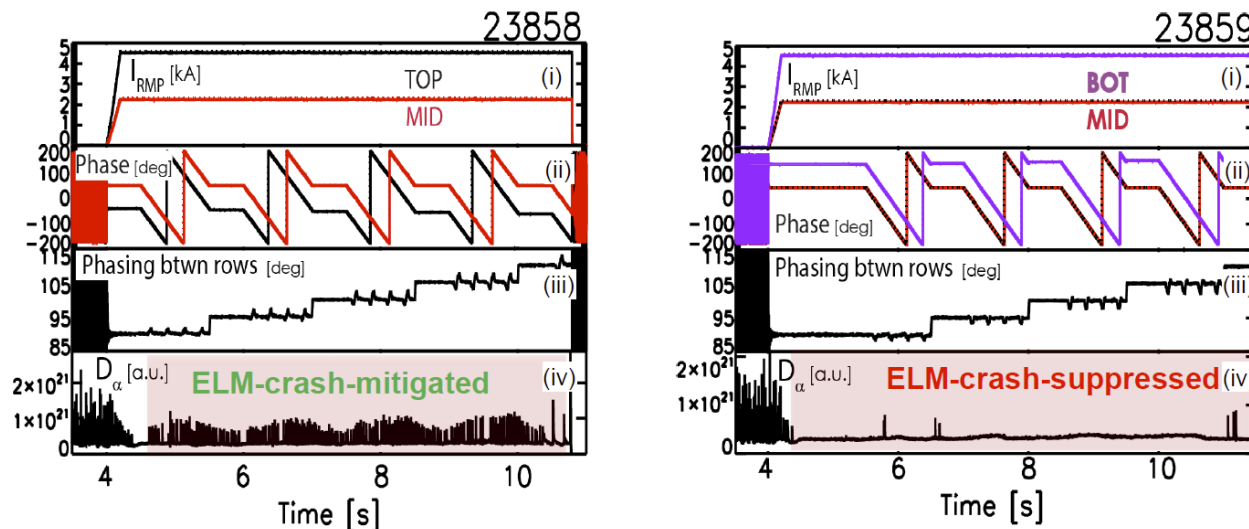 23858
5
4
3
2
1
0
I_RMP [kA]
TOP
MID
(i)
200
100
0
-100
-200
Phase [deg]
(ii)
115
105
95
85
Phasing btwn rows [deg]
(iii)
2×10^21
1×10^21
0
D_α [a.u.]
ELM-crash-mitigated
(iv)
4 6 8 10
Time [s]
23859
5
4
3
2
1
0
I_RMP [kA]
BOT
MID
(i)
200
100
0
-100
-200
Phase [deg]
(ii)
115
105
95
85
Phasing btwn rows [deg]
(iii)
2×10^21
1×10^21
0
D_α [a.u.]
ELM-crash-suppressed
(iv
4 6 8 10
Time [s]